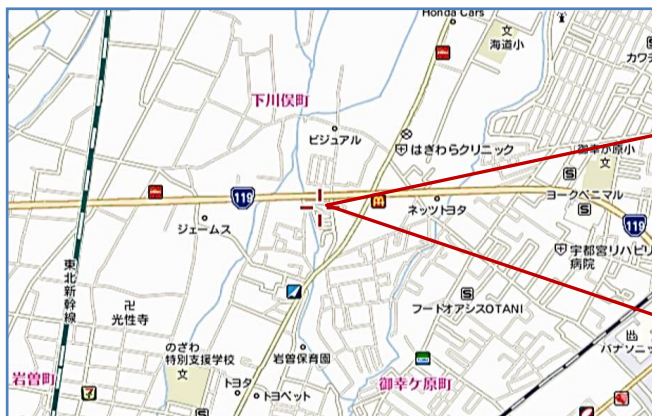 Honda Cars
海道小
カワチ
下川俣町
ビジュアル
はぎわらクリニック
御幸が原小
ヨークベニマル
119
ネッツトヨタ
119
ジェームス
宇都宮リハビリ
病院
東北新幹線
光性寺
フードオアシスOTANI
パナソニッ
のざわ
特別支援学校
岩曽保育園
岩曽町
トヨタ
トヨペット
御幸ケ原町